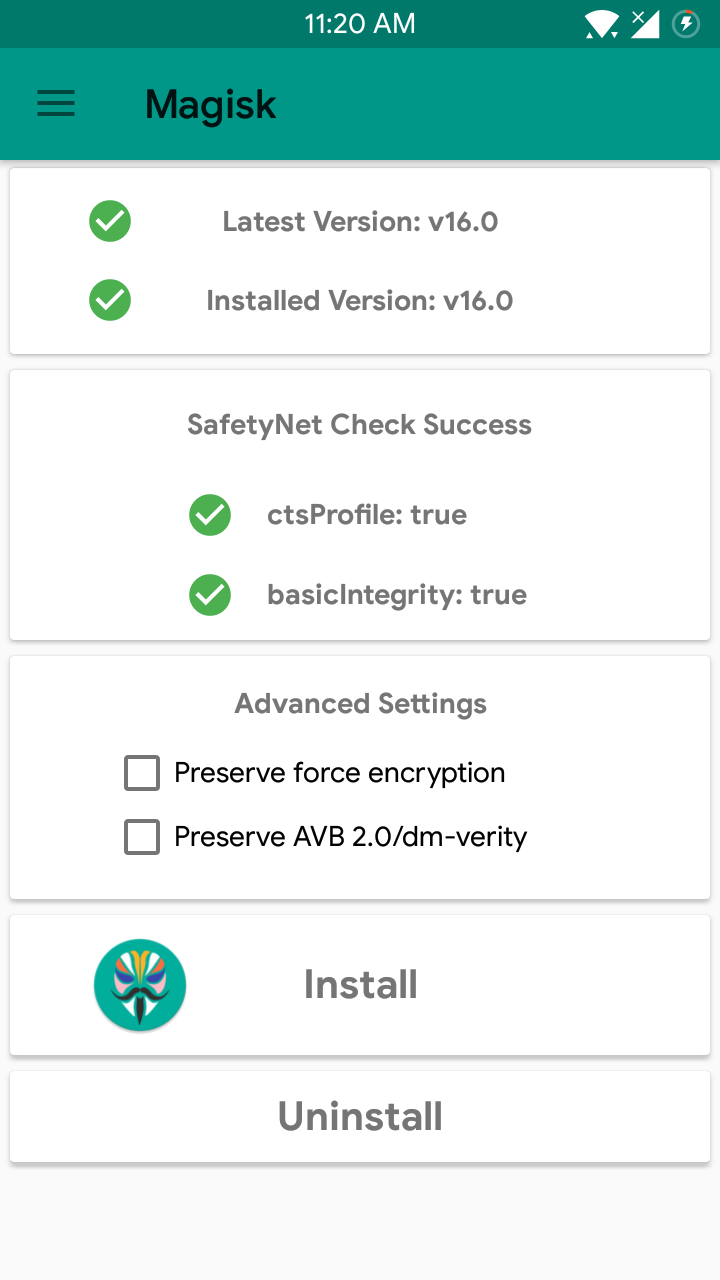 11:20 AM
Magisk
Latest Version: v16.0
Installed Version: v16.0
SafetyNet Check Success
ctsProfile: true
basicIntegrity: true
Advanced Settings
Preserve force encryption
Preserve AVB 2.0/dm-verity
Install
Uninstall